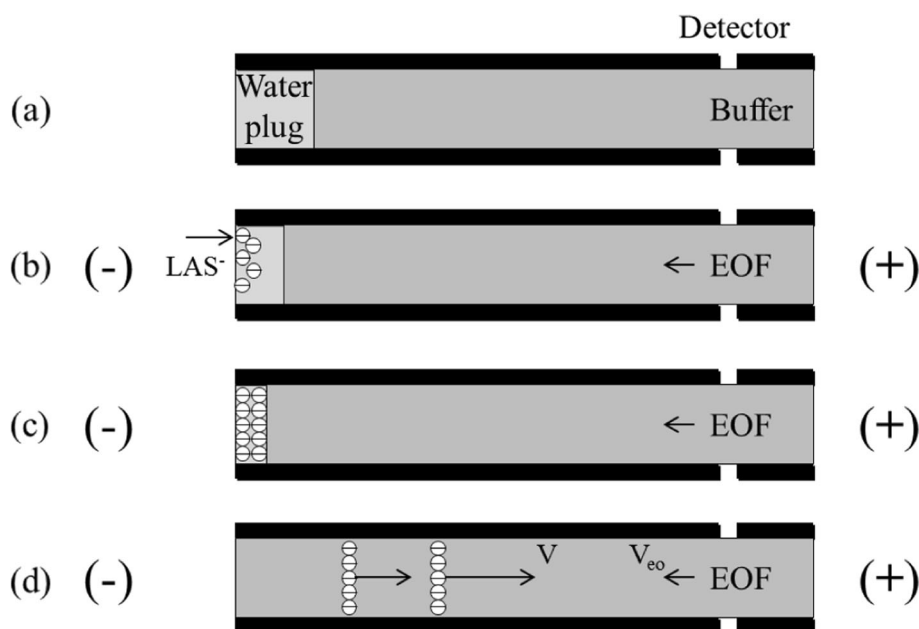 Detector
(a)
Water
plug
Buffer
(b) (-) LAS- EOF (+)
(c) (-) EOF (+)
(d) (-) V Veo EOF (+)